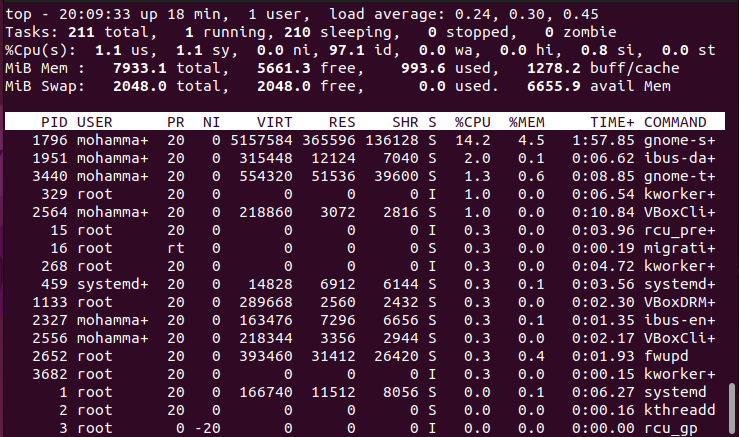 top - 20:09:33 up 18 min,  1 user,  load average: 0.24, 0.30, 0.45
Tasks: 211 total,   1 running, 210 sleeping,   0 stopped,   0 zombie
%Cpu(s):  1.1 us,  1.1 sy,  0.0 ni, 97.1 id,  0.0 wa,  0.0 hi,  0.8 si,  0.0 st
MiB Mem :   7933.1 total,   5661.3 free,    993.6 used,   1278.2 buff/cache
MiB Swap:   2048.0 total,   2048.0 free,      0.0 used.   6655.9 avail Mem
PID USER      PR  NI    VIRT    RES    SHR S  %CPU  %MEM     TIME+ COMMAND
1796 mohamma+  20   0 5157584 365596 136128 S  14.2   4.5   1:57.85 gnome-s+
1951 mohamma+  20   0  315448  12124   7040 S   2.0   0.1   0:06.62 ibus-da+
3440 mohamma+  20   0  554320  51536  39600 S   1.3   0.6   0:08.85 gnome-t+
329 root      20   0       0      0      0 I   1.0   0.0   0:06.54 kworker+
2564 mohamma+  20   0  218860   3072   2816 S   1.0   0.0   0:10.84 VBoxCli+
15 root      20   0       0      0      0 I   0.3   0.0   0:03.96 rcu_pre+
16 root      rt   0       0      0      0 S   0.3   0.0   0:00.19 migrati+
268 root      20   0       0      0      0 I   0.3   0.0   0:04.72 kworker+
459 systemd+  20   0   14828   6912   6144 S   0.3   0.1   0:03.56 systemd+
1133 root      20   0  289668   2560   2432 S   0.3   0.0   0:02.30 VBoxDRM+
2327 mohamma+  20   0  163476   7296   6656 S   0.3   0.1   0:01.35 ibus-en+
2556 mohamma+  20   0  218344   3356   2944 S   0.3   0.0   0:02.17 VBoxCli+
2652 root      20   0  393460  31412  26420 S   0.3   0.4   0:01.93 fwupd
3682 root      20   0       0      0      0 I   0.3   0.0   0:00.15 kworker+
1 root      20   0  166740  11512   8056 S   0.0   0.1   0:06.27 systemd
2 root      20   0       0      0      0 S   0.0   0.0   0:00.16 kthreadd
3 root       0 -20       0      0      0 I   0.0   0.0   0:00.00 rcu_gp